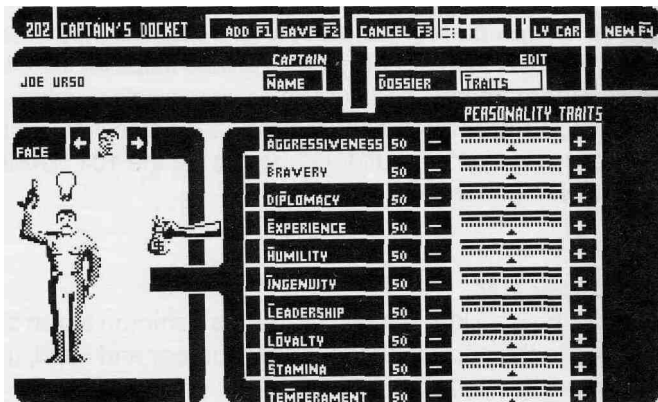 202 CAPTAIN'S DOCKET ADD F1 SAVE F2 CANCEL F3 LY CAR NEW F4
CAPTAIN EDIT
JOE URSO NAME DOSSIER TRAITS
PERSONALITY TRAITS
FACE
AGGRESSIVENESS 50 − +
BRAVERY 50 − +
DIPLOMACY 50 − +
EXPERIENCE 50 − +
HUMILITY 50 − +
INGENUITY 50 − +
LEADERSHIP 50 − +
LOYALTY 50 − +
STAMINA 50 − +
TEMPERAMENT 50 − +